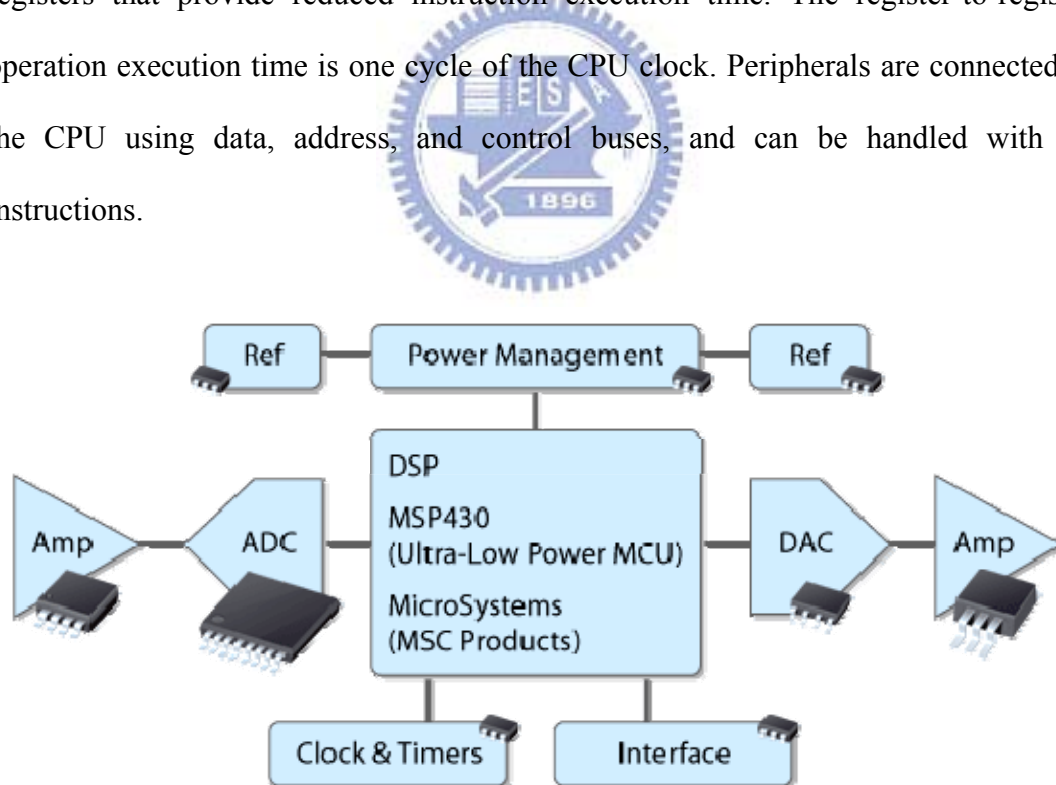 registers that provide reduced instruction execution time. The register-to-regis
operation execution time is one cycle of the CPU clock. Peripherals are connected
the CPU using data, address, and control buses, and can be handled with
instructions.
E S A
1896
Ref
Power Management
Ref
DSP
MSP430
(Ultra-Low Power MCU)
MicroSystems
(MSC Products)
Amp
ADC
DAC
Amp
Clock & Timers
Interface